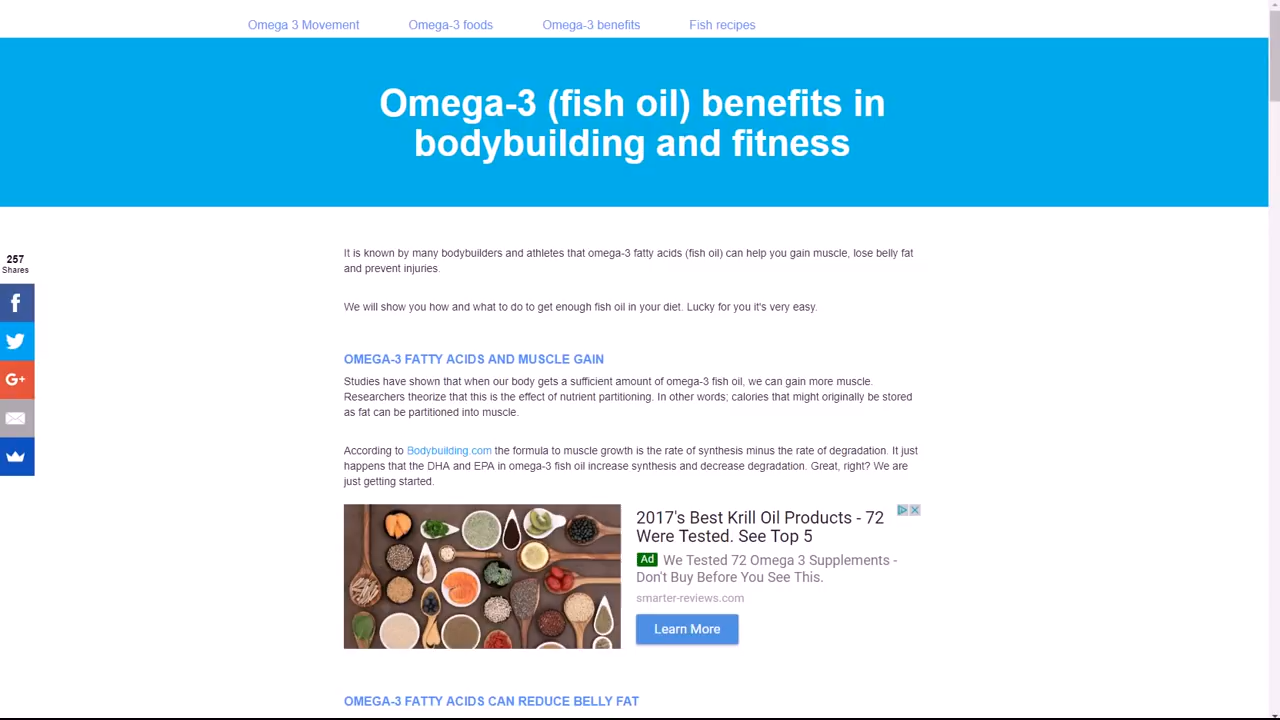 Omega 3 Movement Omega-3 foods Omega-3 benefits Fish recipes
Omega-3 (fish oil) benefits in
bodybuilding and fitness
It is known by many bodybuilders and athletes that omega-3 fatty acids (fish oil) can help you gain muscle, lose belly fat
and prevent injuries.
We will show you how and what to do to get enough fish oil in your diet. Lucky for you it's very easy.
257
Shares
OMEGA-3 FATTY ACIDS AND MUSCLE GAIN
Studies have shown that when our body gets a sufficient amount of omega-3 fish oil, we can gain more muscle.
Researchers theorize that this is the effect of nutrient partitioning. In other words; calories that might originally be stored
as fat can be partitioned into muscle.
According to Bodybuilding.com the formula to muscle growth is the rate of synthesis minus the rate of degradation. It just
happens that the DHA and EPA in omega-3 fish oil increase synthesis and decrease degradation. Great, right? We are
just getting started.
2017's Best Krill Oil Products - 72
Were Tested. See Top 5
Ad We Tested 72 Omega 3 Supplements -
Don't Buy Before You See This.
smarter-reviews.com
Learn More
OMEGA-3 FATTY ACIDS CAN REDUCE BELLY FAT